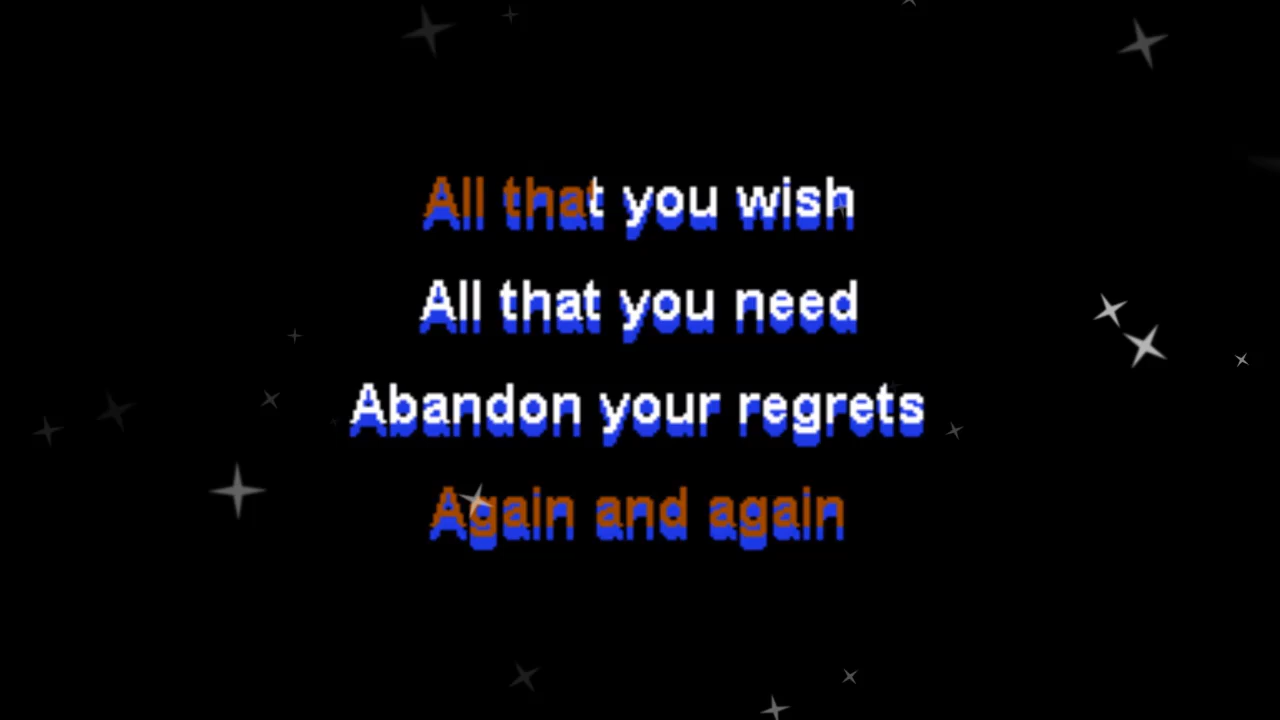 All that you wish
All that you need
Abandon your regrets
Again and again